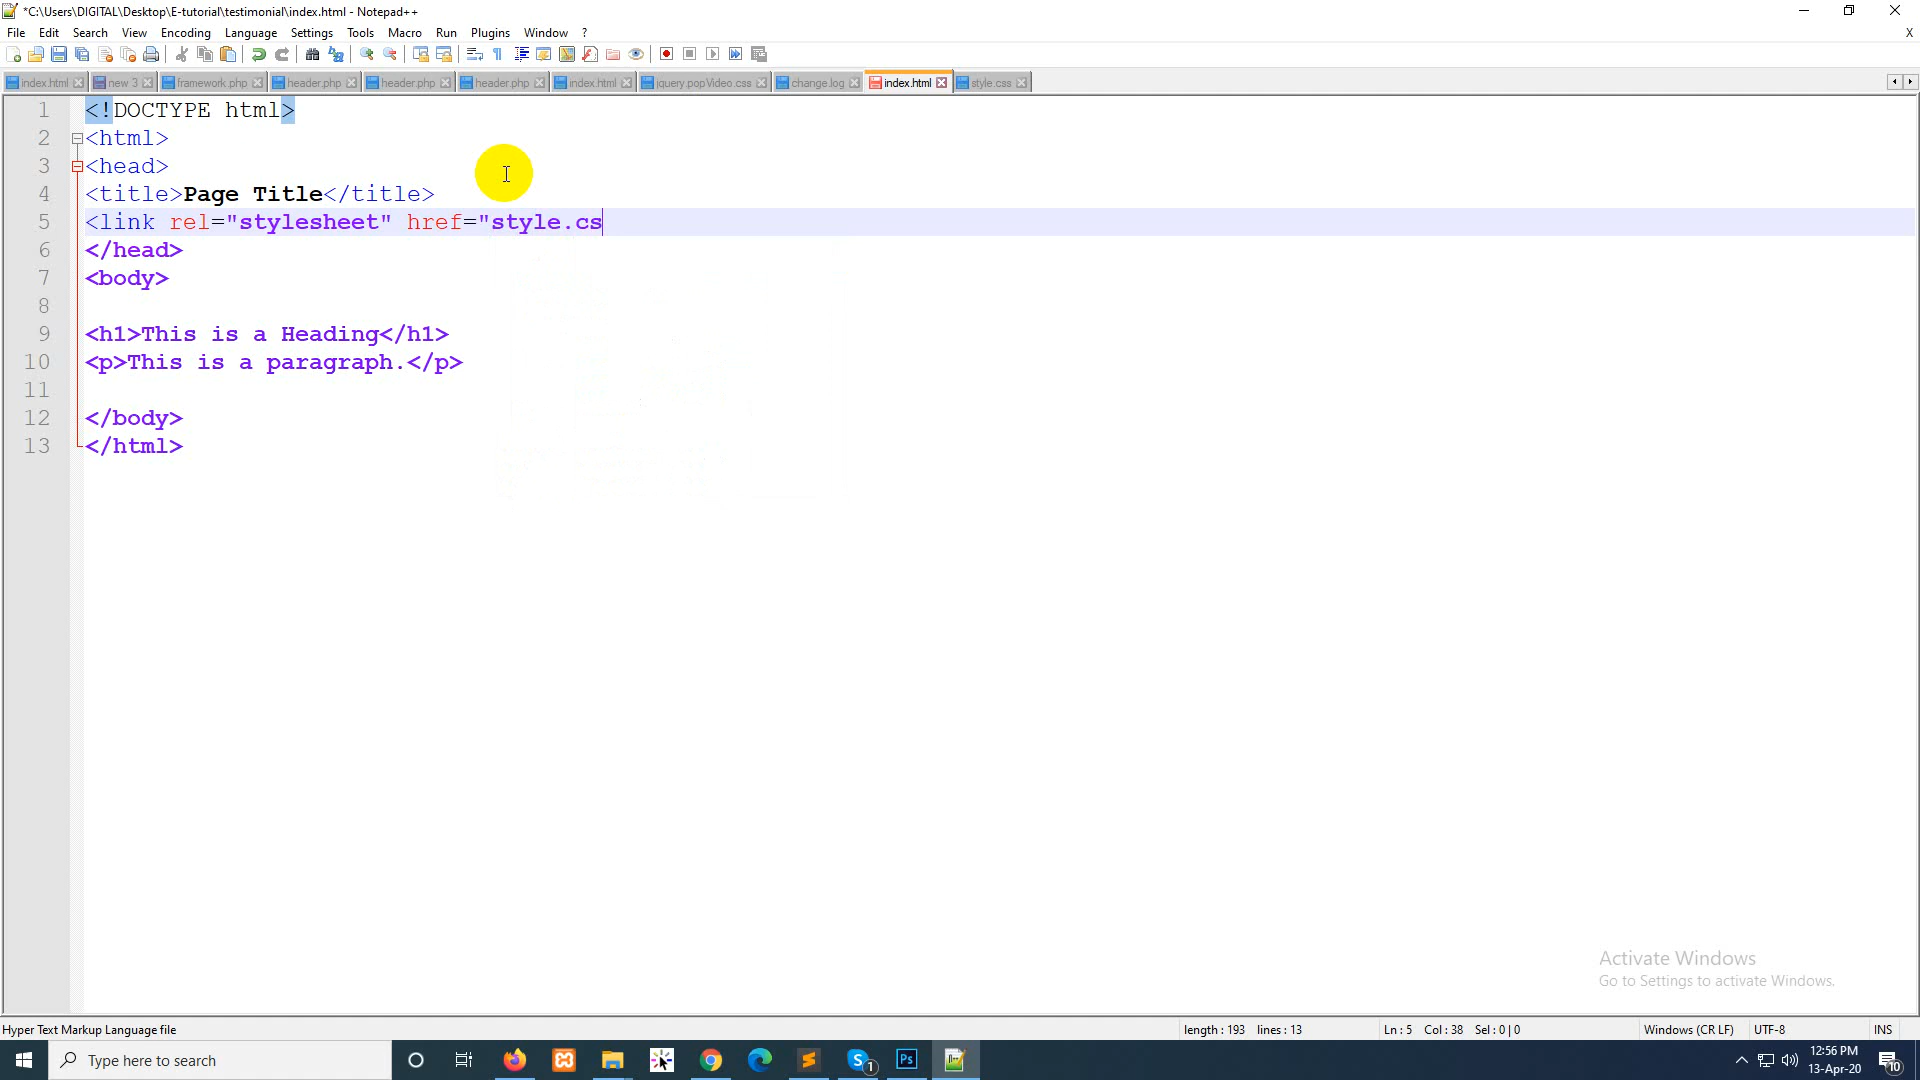 *C:\Users\DIGITAL\Desktop\E-tutorial\testimonial\index.html - Notepad++
File Edit Search View Encoding Language Settings Tools Macro Run Plugins Window ? X
index.html new 3 framework.php header.php header.php header.php index.html jquery.popVideo.css change.log index.html style.css
1 <!DOCTYPE html>
2 <html>
3 <head>
4 <title>Page Title</title>
5 <link rel="stylesheet" href="style.cs
6 </head>
7 <body>
8
9 <h1>This is a Heading</h1>
10 <p>This is a paragraph.</p>
11
12 </body>
13 </html>
Activate Windows
Go to Settings to activate Windows.
Hyper Text Markup Language file length : 193 lines : 13 Ln : 5 Col : 38 Sel : 0 | 0 Windows (CR LF) UTF-8 INS
Type here to search
1
Ps
12:56 PM
13-Apr-20
10